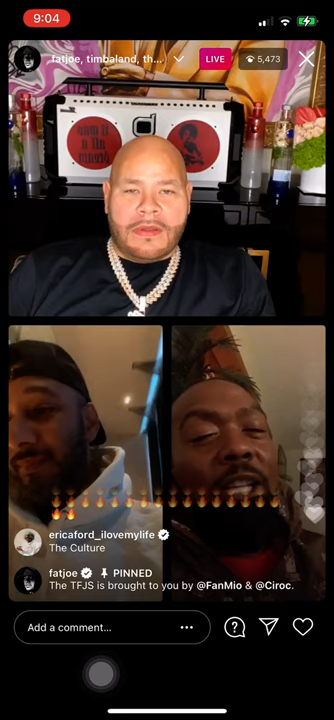 9:04
fatjoe, timbaland, th...
LIVE
5,473
ericaford_ilovemylife
The Culture
fatjoe PINNED
The TFJS is brought to you by @FanMio & @Ciroc.
Add a comment...